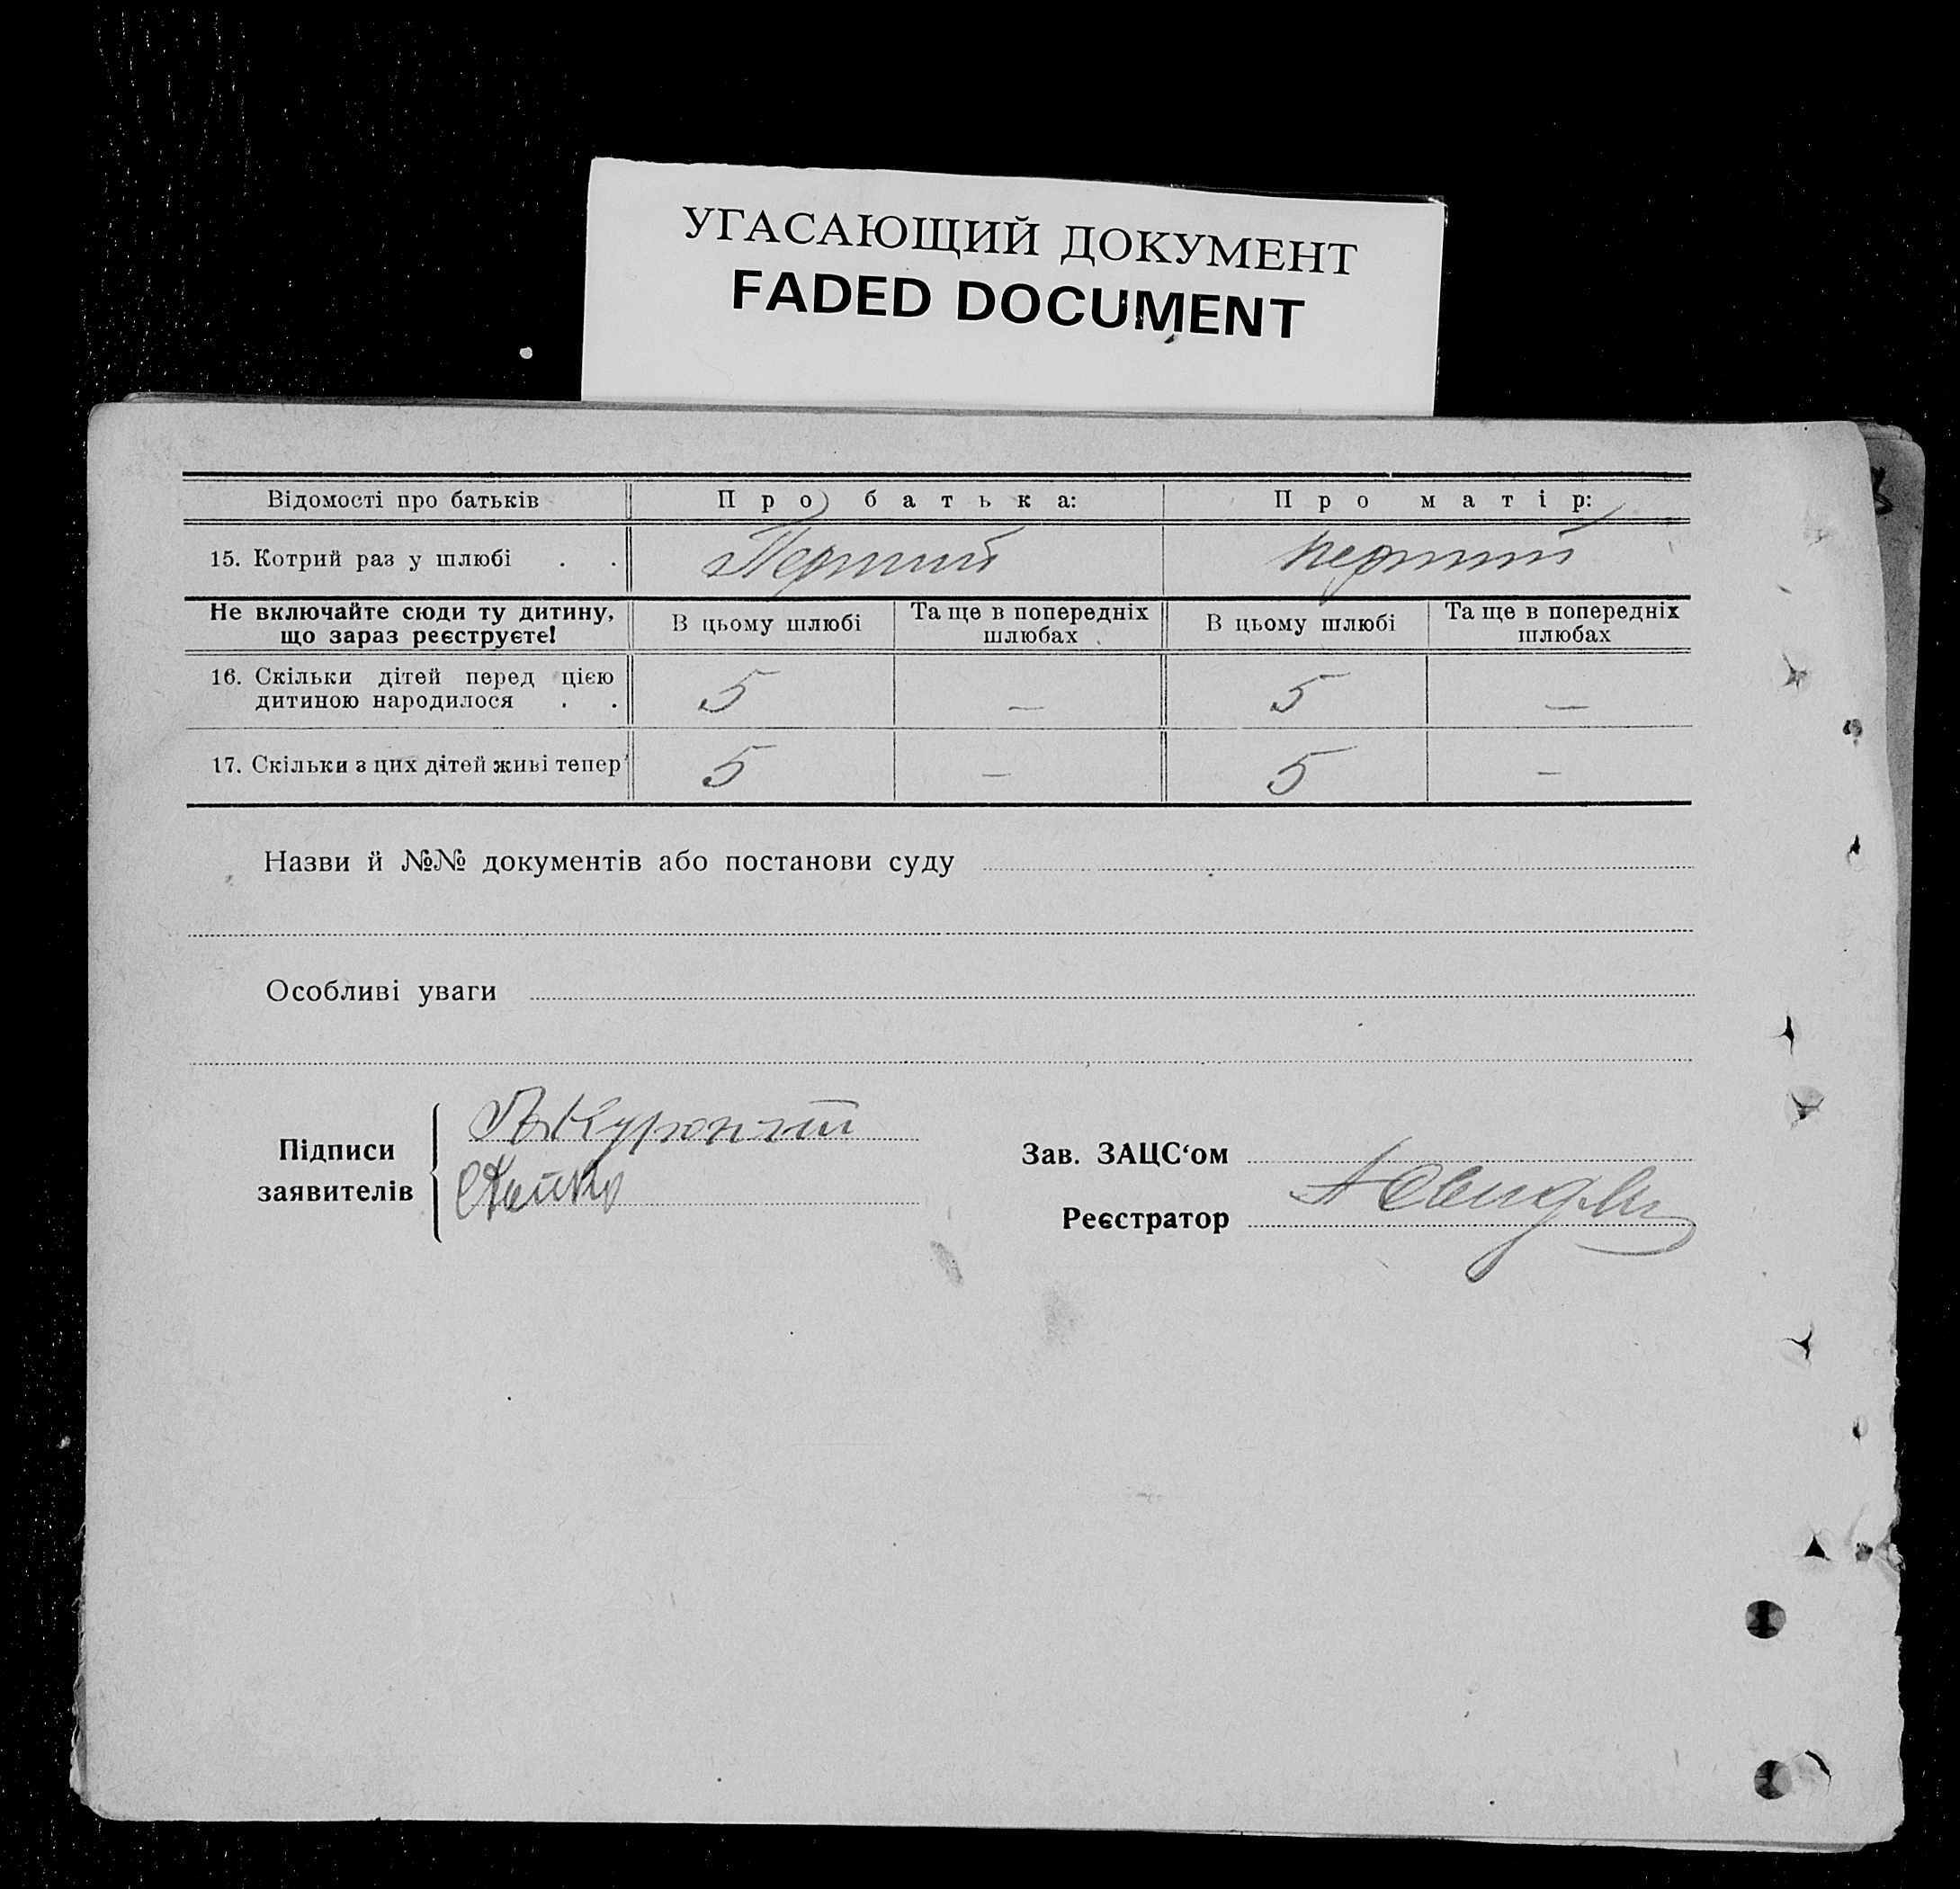 УГАСАЮЩИЙ ДОКУМЕНТ
FADED DOCUMENT
Відомості про батьків Про батька: Про матір:
15. Котрий раз у шлюбі . . Перший перший
Не включайте сюди ту дитину, що зараз реєструєте! В цьому шлюбі Та ще в попередніх шлюбах В цьому шлюбі Та ще в попередніх шлюбах
16. Скільки дітей перед цією дитиною народилося . . 5 — 5 —
17. Скільки з цих дітей живі тепер 5 — 5 —
Назви й №№ документів або постанови суду
Особливі уваги
Підписи заявителів
Зав. ЗАЦС‘ом
Реєстратор